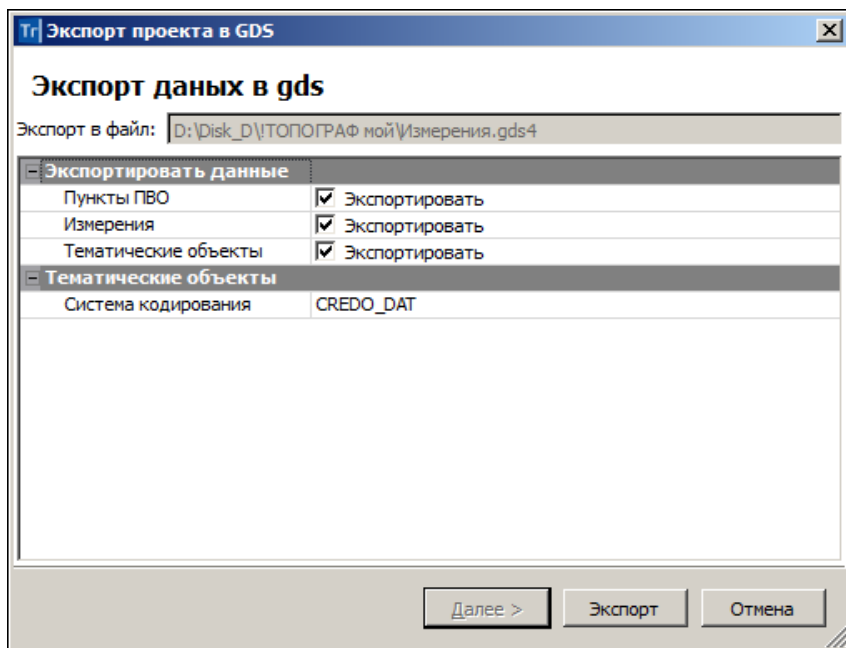 Tr Экспорт проекта в GDS
Экспорт даных в gds
Экспорт в файл: D:\Disk_D\!ТОПОГРАФ мой\Измерения.gds4
Экспортировать данные
Пункты ПВО Экспортировать
Измерения Экспортировать
Тематические объекты Экспортировать
Тематические объекты
Система кодирования CREDO_DAT
Далее > Экспорт Отмена